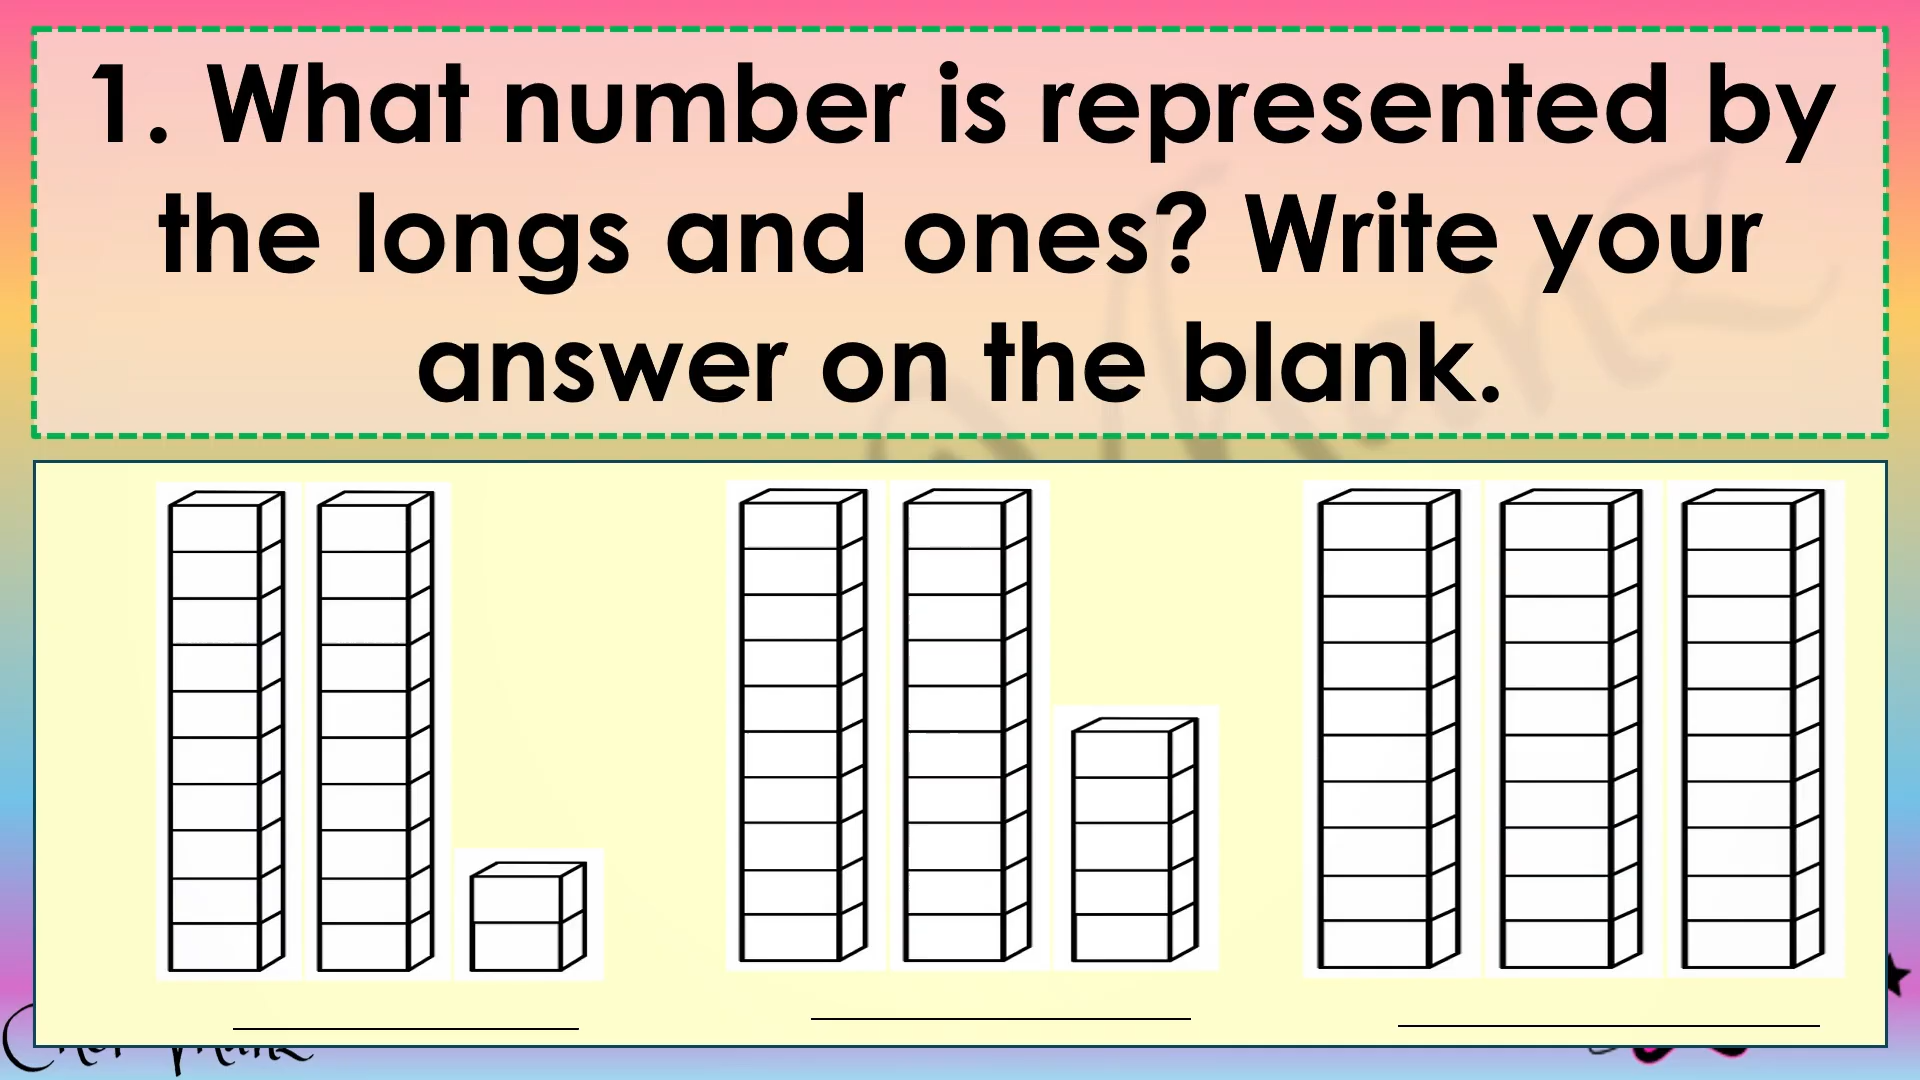 1. What number is represented by
the longs and ones? Write your
answer on the blank.